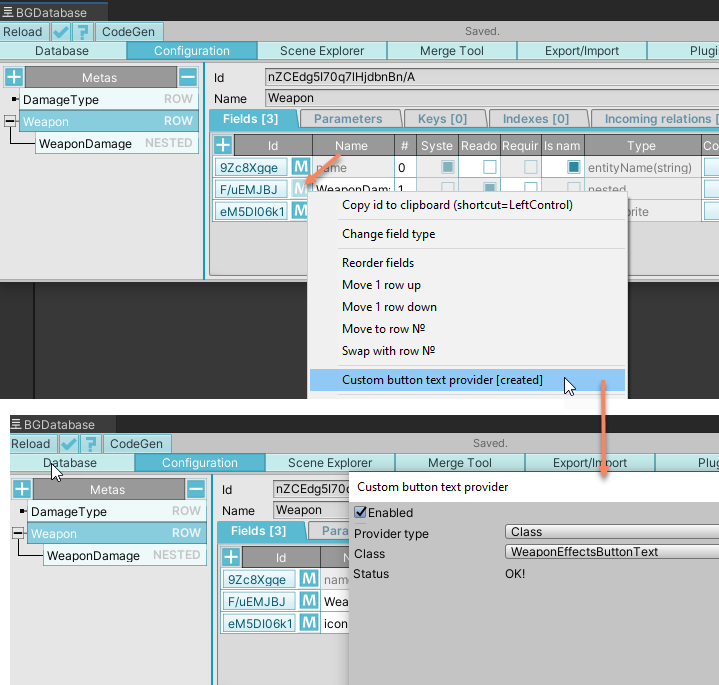 BGDatabase
Reload ? CodeGen Saved.
Database Configuration Scene Explorer Merge Tool Export/Import Plugi
+ Metas Id nZCEdg5l70q7lHjdbnBn/A
DamageType ROW Name Weapon
Weapon ROW Fields [3] Parameters Keys [0] Indexes [0] Incoming relations [
WeaponDamage NESTED + Id Name # Syste Reado Requir Is nam Type Co
9Zc8Xgqe M name 0 entityName(string)
F/uEMJBJ M WeaponDam 1 nested
eM5DI06k1 M rite
Copy id to clipboard (shortcut=LeftControl)
Change field type
Reorder fields
Move 1 row up
Move 1 row down
Move to row №
Swap with row №
Custom button text provider [created]
BGDatabase
Reload ? CodeGen Saved.
Database Configuration Scene Explorer Merge Tool Export/Import Plug
+ Metas Id nZCEdg5l70q
DamageType ROW Name Weapon
Weapon ROW Fields [3] Para
WeaponDamage NESTED + Id N
9Zc8Xgqe M nam
F/uEMJBJ M Wea
eM5DI06k1 M icon
Custom button text provider
Enabled
Provider type Class
Class WeaponEffectsButtonText
Status OK!